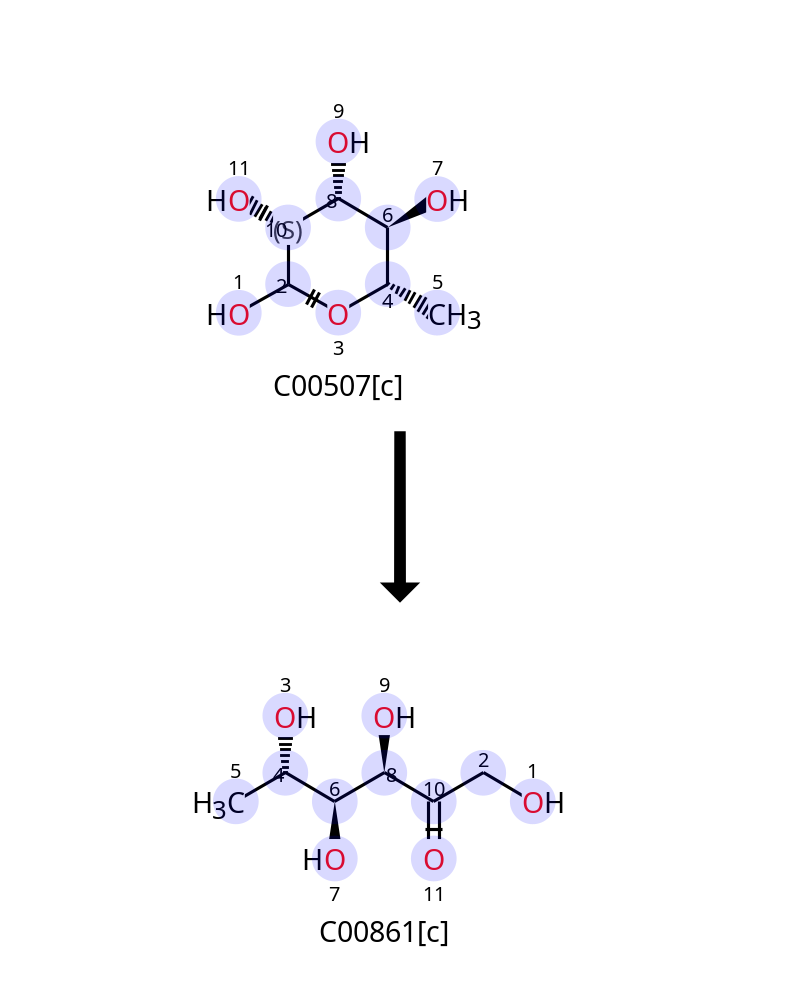 9
OH
11 7
HO 8 6 OH
10 (S)
1 2 5
HO 4 CH3
O
3
C00507[c]
3 9
OH OH
5 4 6 8 10 2 1
H3C OH
HO O
7 11
C00861[c]